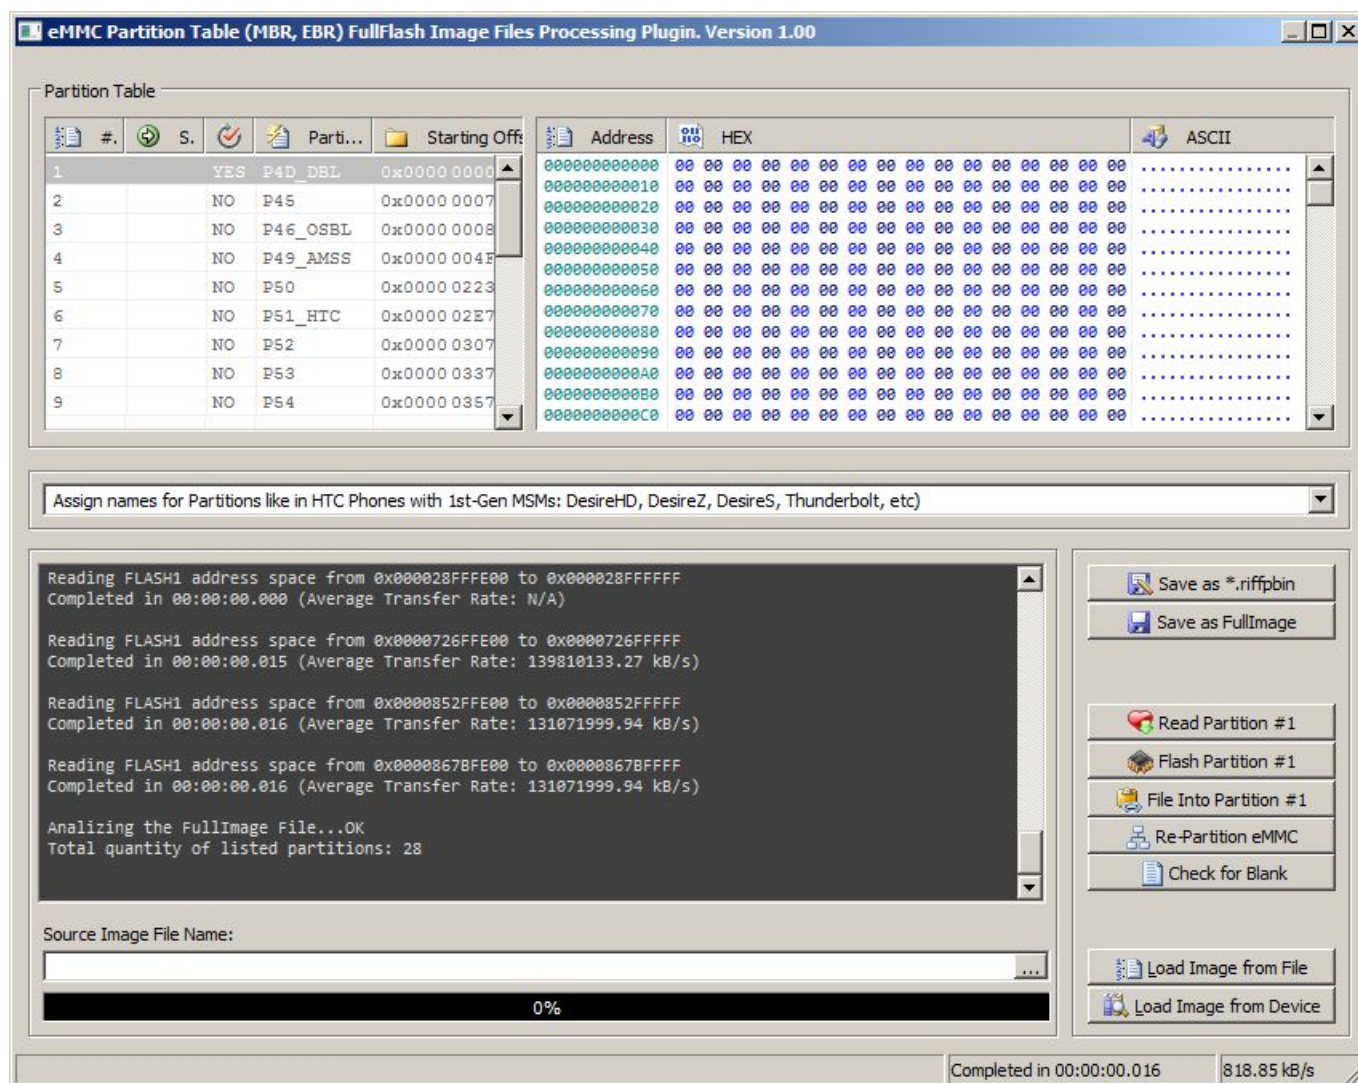 eMMC Partition Table (MBR, EBR) FullFlash Image Files Processing Plugin. Version 1.00
Partition Table
#. S. Parti... Starting Offs
1 YES P4D_DBL 0x0000 0000
2 NO P45 0x0000 0007
3 NO P46_OSBL 0x0000 0008
4 NO P49_AMSS 0x0000 004F
5 NO P50 0x0000 0223
6 NO P51_HTC 0x0000 02E7
7 NO P52 0x0000 0307
8 NO P53 0x0000 0337
9 NO P54 0x0000 0357
Address HEX ASCII
000000000000 00 00 00 00 00 00 00 00 00 00 00 00 00 00 00 00 ................
000000000010 00 00 00 00 00 00 00 00 00 00 00 00 00 00 00 00 ................
000000000020 00 00 00 00 00 00 00 00 00 00 00 00 00 00 00 00 ................
000000000030 00 00 00 00 00 00 00 00 00 00 00 00 00 00 00 00 ................
000000000040 00 00 00 00 00 00 00 00 00 00 00 00 00 00 00 00 ................
000000000050 00 00 00 00 00 00 00 00 00 00 00 00 00 00 00 00 ................
000000000060 00 00 00 00 00 00 00 00 00 00 00 00 00 00 00 00 ................
000000000070 00 00 00 00 00 00 00 00 00 00 00 00 00 00 00 00 ................
000000000080 00 00 00 00 00 00 00 00 00 00 00 00 00 00 00 00 ................
000000000090 00 00 00 00 00 00 00 00 00 00 00 00 00 00 00 00 ................
0000000000A0 00 00 00 00 00 00 00 00 00 00 00 00 00 00 00 00 ................
0000000000B0 00 00 00 00 00 00 00 00 00 00 00 00 00 00 00 00 ................
0000000000C0 00 00 00 00 00 00 00 00 00 00 00 00 00 00 00 00 ................
Assign names for Partitions like in HTC Phones with 1st-Gen MSMs: DesireHD, DesireZ, DesireS, Thunderbolt, etc)
Reading FLASH1 address space from 0x000028FFFE00 to 0x000028FFFFFF
Completed in 00:00:00.000 (Average Transfer Rate: N/A)
Reading FLASH1 address space from 0x0000726FFE00 to 0x0000726FFFFF
Completed in 00:00:00.015 (Average Transfer Rate: 139810133.27 kB/s)
Reading FLASH1 address space from 0x0000852FFE00 to 0x0000852FFFFF
Completed in 00:00:00.016 (Average Transfer Rate: 131071999.94 kB/s)
Reading FLASH1 address space from 0x0000867BFE00 to 0x0000867BFFFF
Completed in 00:00:00.016 (Average Transfer Rate: 131071999.94 kB/s)
Analizing the FullImage File...OK
Total quantity of listed partitions: 28
Source Image File Name:
...
0%
Save as *.riffpbin
Save as FullImage
Read Partition #1
Flash Partition #1
File Into Partition #1
Re-Partition eMMC
Check for Blank
Load Image from File
Load Image from Device
Completed in 00:00:00.016
818.85 kB/s